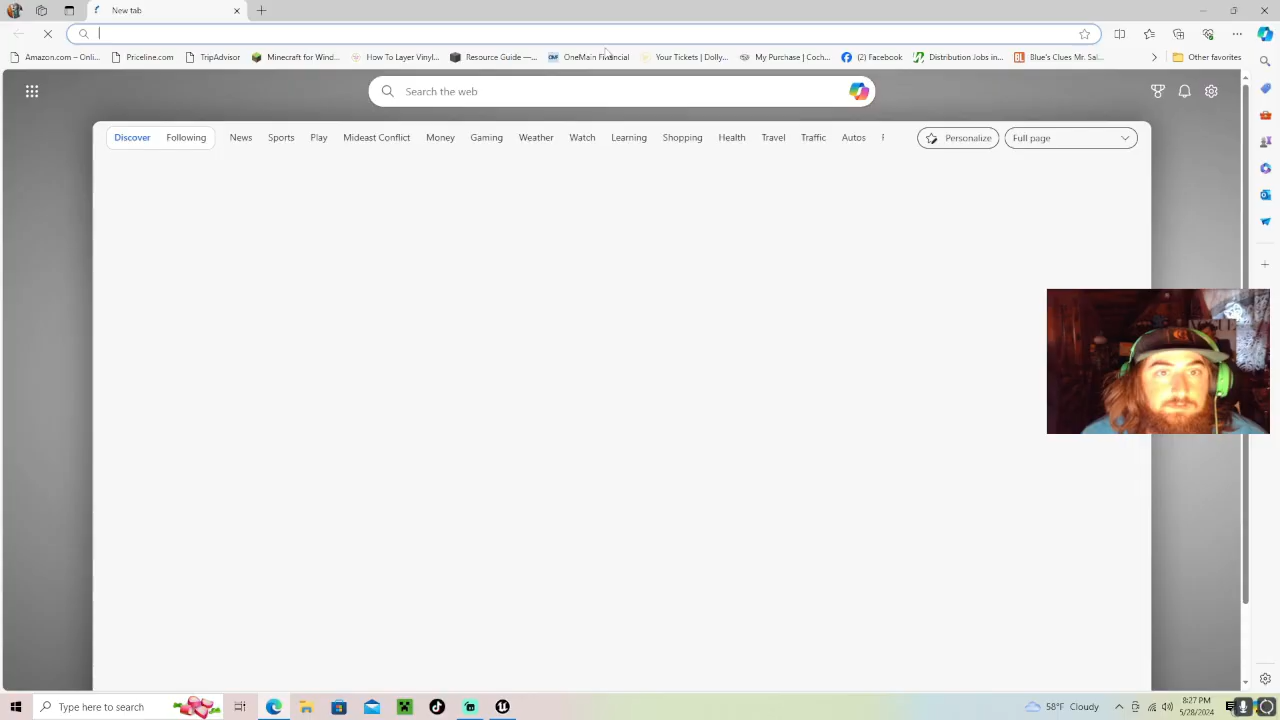 New tab
Amazon.com – Onli... Priceline.com TripAdvisor Minecraft for Wind... How To Layer Vinyl... Resource Guide —... OneMain Financial Your Tickets | Dolly... My Purchase | Coch... (2) Facebook Distribution Jobs in... Blue's Clues Mr. Sal... Other favorites
Search the web
Discover Following News Sports Play Mideast Conflict Money Gaming Weather Watch Learning Shopping Health Travel Traffic Autos Personalize Full page
Type here to search 58°F Cloudy 8:27 PM
5/28/2024